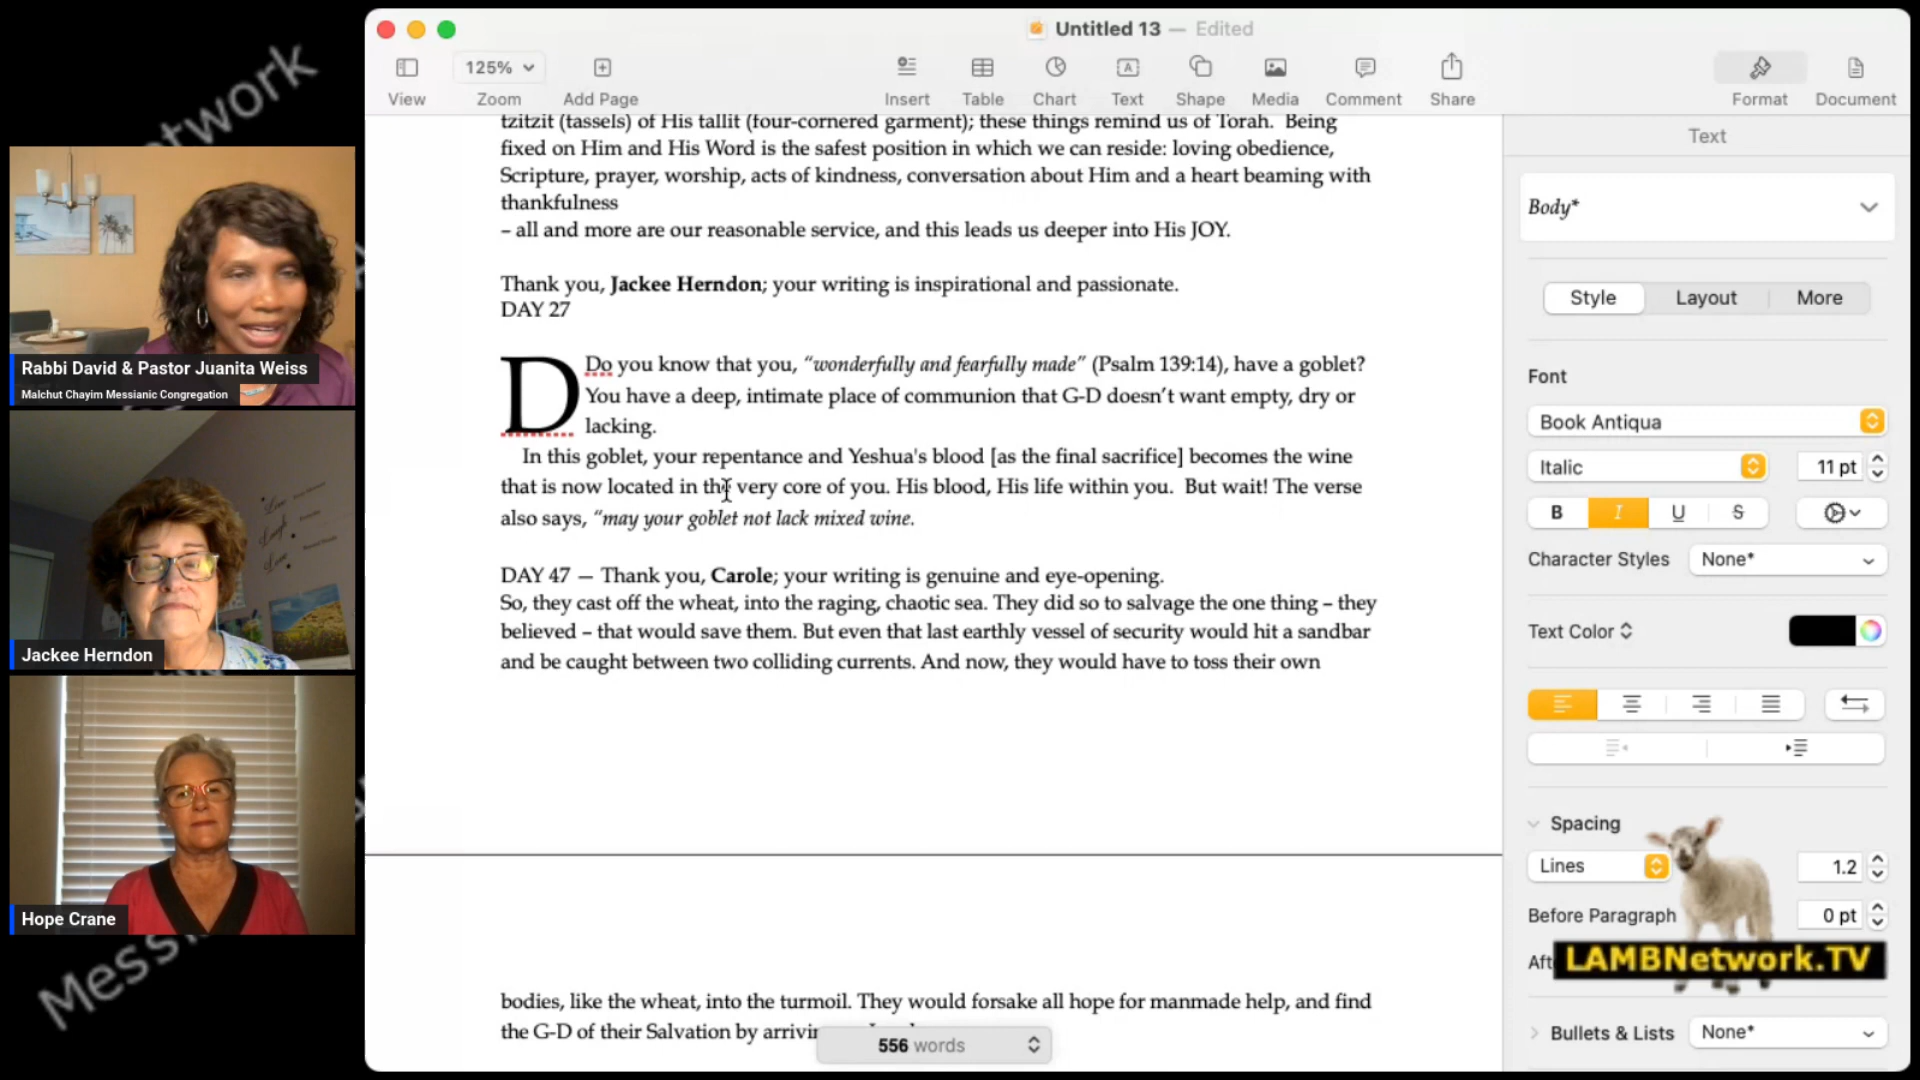 Untitled 13 — Edited
125%
View
Zoom
Add Page
Insert
Table
Chart
Text
Shape
Media
Comment
Share
Format
Document
tzitzit (tassels) of His tallit (four-cornered garment); these things remind us of Torah. Being
fixed on Him and His Word is the safest position in which we can reside: loving obedience,
Scripture, prayer, worship, acts of kindness, conversation about Him and a heart beaming with
thankfulness
– all and more are our reasonable service, and this leads us deeper into His JOY.
Thank you, Jackee Herndon; your writing is inspirational and passionate.
DAY 27
D
Do you know that you, “wonderfully and fearfully made” (Psalm 139:14), have a goblet?
You have a deep, intimate place of communion that G-D doesn’t want empty, dry or
lacking.
In this goblet, your repentance and Yeshua's blood [as the final sacrifice] becomes the wine
that is now located in the very core of you. His blood, His life within you. But wait! The verse
also says, “may your goblet not lack mixed wine.
DAY 47 — Thank you, Carole; your writing is genuine and eye-opening.
So, they cast off the wheat, into the raging, chaotic sea. They did so to salvage the one thing – they
believed – that would save them. But even that last earthly vessel of security would hit a sandbar
and be caught between two colliding currents. And now, they would have to toss their own
bodies, like the wheat, into the turmoil. They would forsake all hope for manmade help, and find
the G-D of their Salvation by
556 words
Text
Body*
Style
Layout
More
Font
Book Antiqua
Italic
11 pt
B
I
U
S
Character Styles
None*
Text Color
Spacing
Lines
1.2
Before Paragraph
0 pt
LAMBNetwork.TV
Bullets & Lists
None*
Rabbi David & Pastor Juanita Weiss
Malchut Chayim Messianic Congregation
Jackee Herndon
Hope Crane